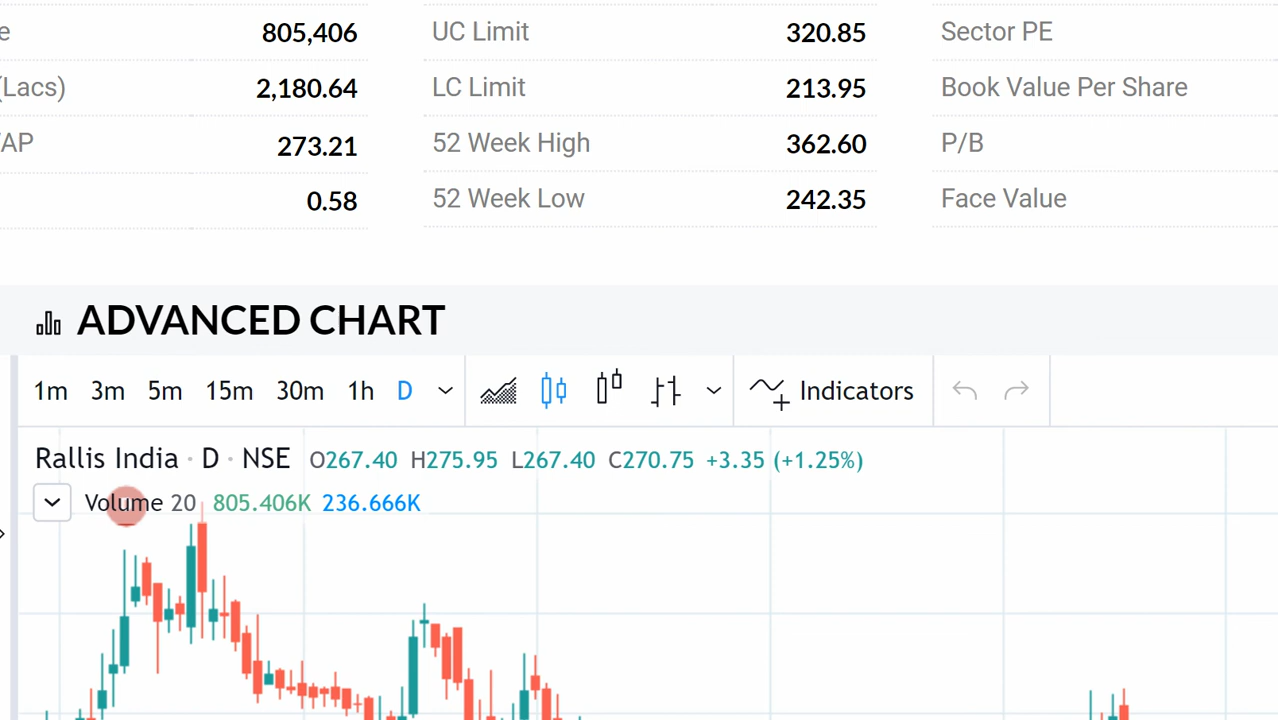 e 805,406 UC Limit 320.85 Sector PE
(Lacs) 2,180.64 LC Limit 213.95 Book Value Per Share
AP 273.21 52 Week High 362.60 P/B
0.58 52 Week Low 242.35 Face Value
ADVANCED CHART
1m 3m 5m 15m 30m 1h D Indicators
Rallis India · D · NSE O267.40 H275.95 L267.40 C270.75 +3.35 (+1.25%)
Volume 20 805.406K 236.666K